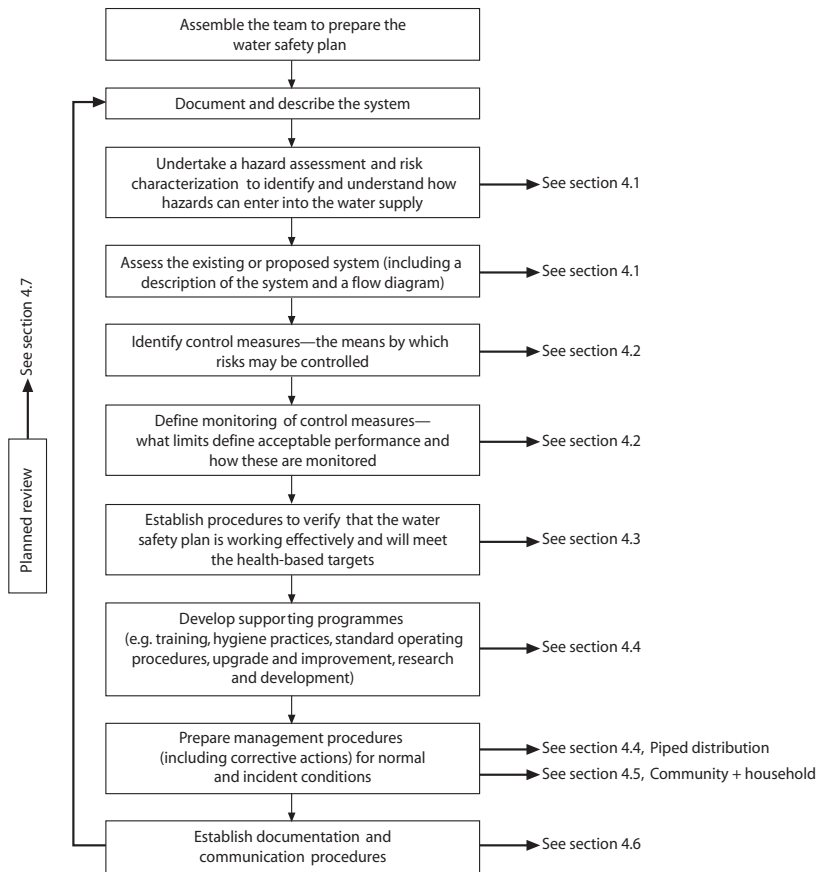 Assemble the team to prepare the
water safety plan
Document and describe the system
Undertake a hazard assessment and risk
characterization to identify and understand how
hazards can enter into the water supply
See section 4.1
Assess the existing or proposed system (including a
description of the system and a flow diagram)
See section 4.1
Identify control measures—the means by which
risks may be controlled
See section 4.2
Define monitoring of control measures—
what limits define acceptable performance and
how these are monitored
See section 4.2
Establish procedures to verify that the water
safety plan is working effectively and will meet
the health-based targets
See section 4.3
Develop supporting programmes
(e.g. training, hygiene practices, standard operating
procedures, upgrade and improvement, research
and development)
See section 4.4
Prepare management procedures
(including corrective actions) for normal
and incident conditions
See section 4.4, Piped distribution
See section 4.5, Community + household
Establish documentation and
communication procedures
See section 4.6
Planned review
See section 4.7